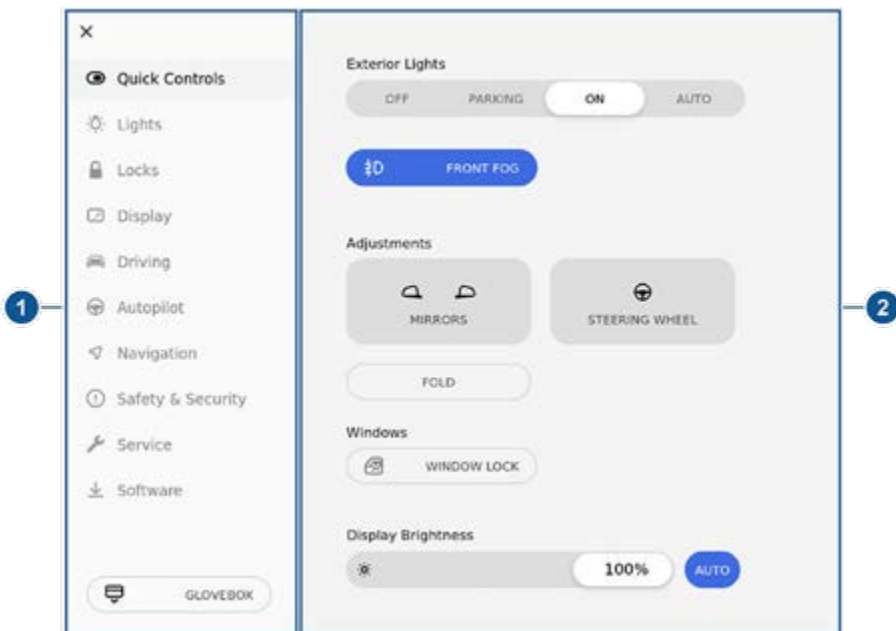 ×
Quick Controls
Lights
Locks
Display
Driving
Autopilot
Navigation
Safety & Security
Service
Software
GLOVEBOX
1
Exterior Lights
OFF PARKING ON AUTO
FRONT FOG
Adjustments
MIRRORS STEERING WHEEL
FOLD
Windows
WINDOW LOCK
Display Brightness
100% AUTO
2